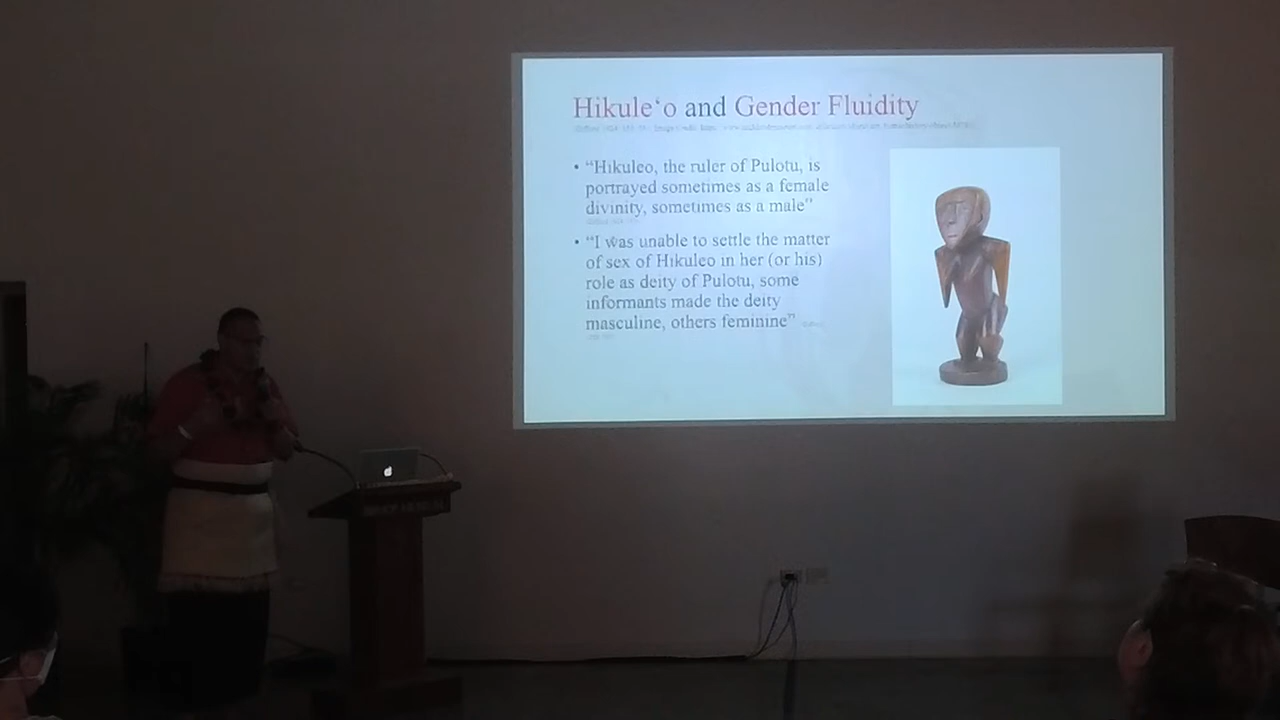 Hikule‘o and Gender Fluidity
• “Hikuleo, the ruler of Pulotu, is
portrayed sometimes as a female
divinity, sometimes as a male”
• “I was unable to settle the matter
of sex of Hikuleo in her (or his)
role as deity of Pulotu, some
informants made the deity
masculine, others feminine”